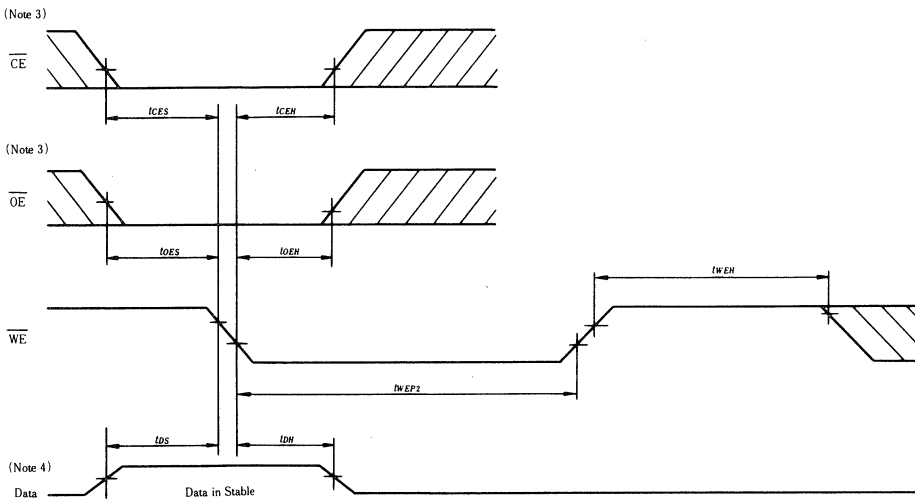 (Note 3)
CE
tCES
tCEH
(Note 3)
OE
tOES
tOEH
tWEH
WE
tWEP2
tDS
tDH
(Note 4)
Data
Data in Stable